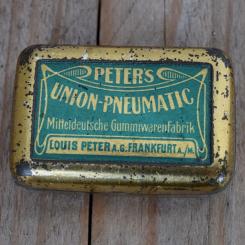 PETERS
UNION-PNEUMATIC
Mitteldeutsche Gummiwarenfabrik
LOUIS PETER A.G. FRANKFURT A./M.